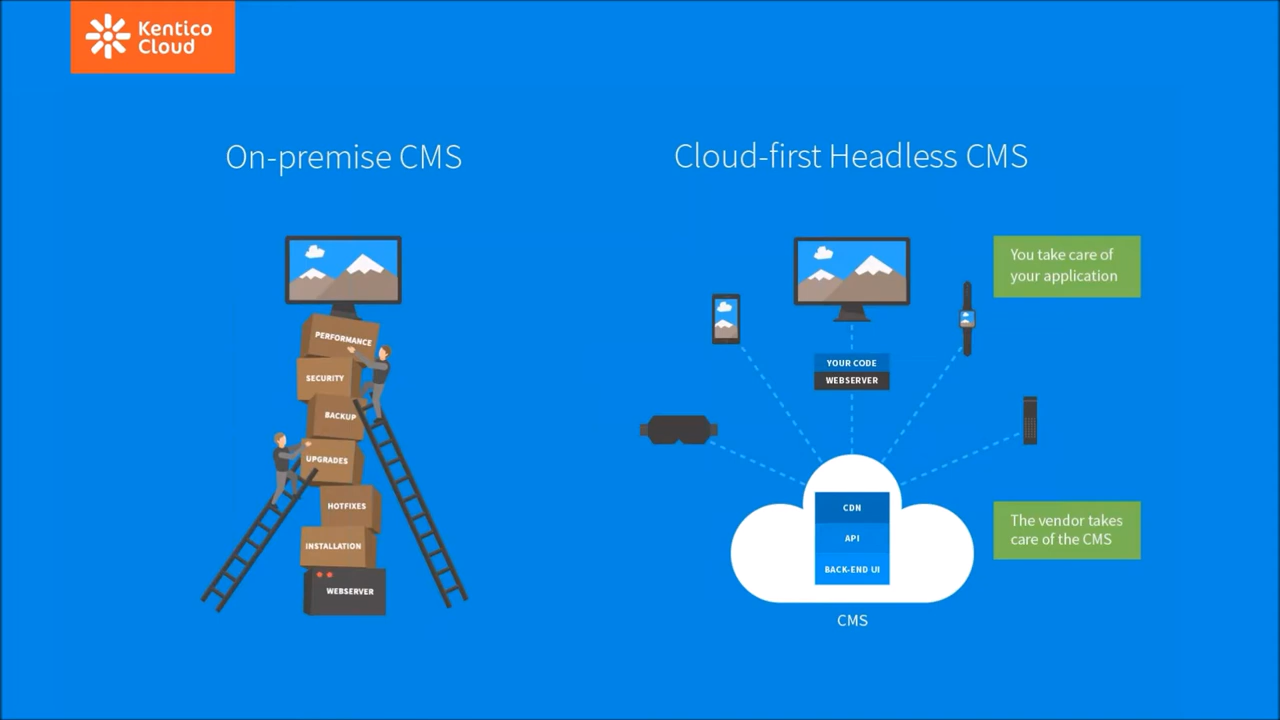 Kentico
Cloud
On-premise CMS
PERFORMANCE
SECURITY
BACKUP
UPGRADES
HOTFIXES
INSTALLATION
WEBSERVER
Cloud-first Headless CMS
You take care of
your application
YOUR CODE
WEBSERVER
CDN
API
BACK-END UI
The vendor takes
care of the CMS
CMS